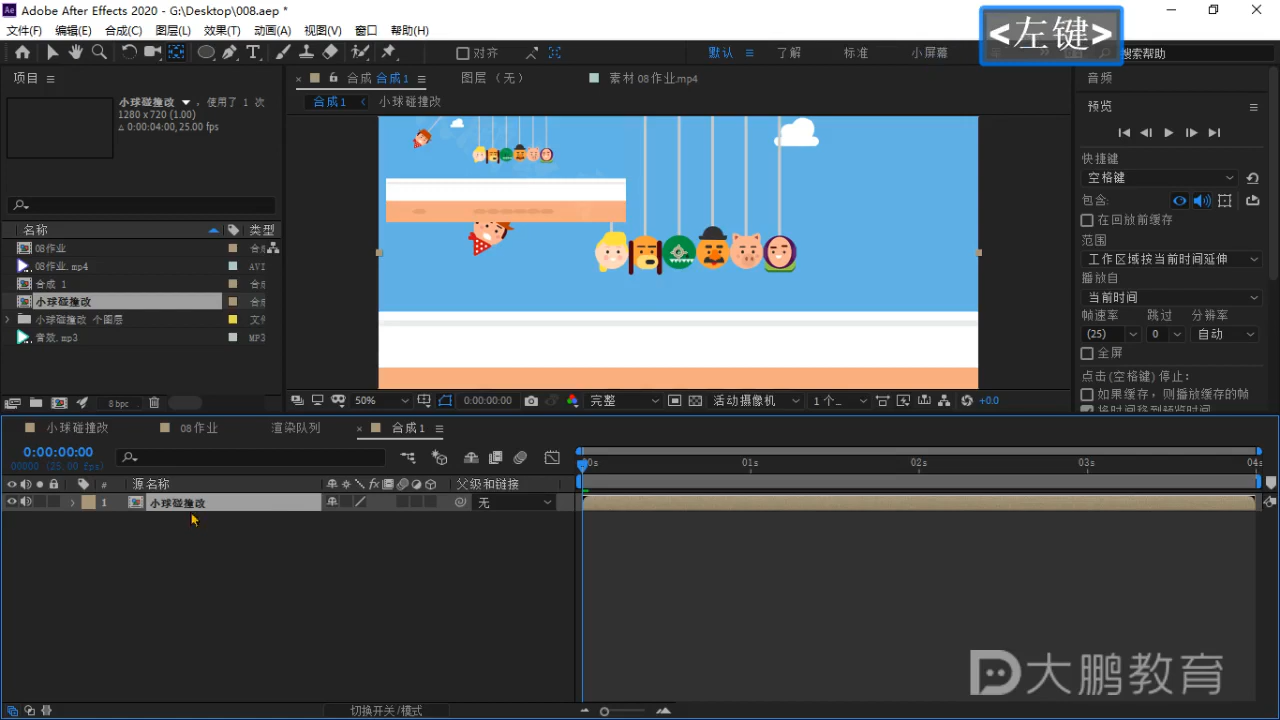 Adobe After Effects 2020 - G:\Desktop\008.aep *
<左键>
文件(F) 编辑(E) 合成(C) 图层(L) 效果(T) 动画(A) 视图(V) 窗口 帮助(H)
对齐 默认 了解 标准 小屏幕 搜索帮助
项目
合成 合成1 图层 (无) 素材 08作业.mp4
合成1 小球碰撞改
小球碰撞改 , 使用了 1 次
1280 x 720 (1.00)
△ 0:00:04:00, 25.00 fps
名称 类型
08作业
08作业.mp4 AVI
合成 1
小球碰撞改
小球碰撞改 个图层
音效.mp3 MP3
8 bpc
50% 0:00:00:00 完整 活动摄像机 1 个... +0.0
音频
预览
快捷键
空格键
包含:
在回放前缓存
范围
工作区域按当前时间延伸
播放自
当前时间
帧速率 跳过 分辨率
(25) 0 自动
全屏
点击(空格键) 停止:
如果缓存, 则播放缓存的帧
将时间移到预览时间
小球碰撞改 08作业 渲染队列 合成1
0:00:00:00
00000 (25.00 fps)
# 源名称 fx 父级和链接
1 小球碰撞改 无
:00s 01s 02s 03s 04s
切换开关/模式
大鹏教育